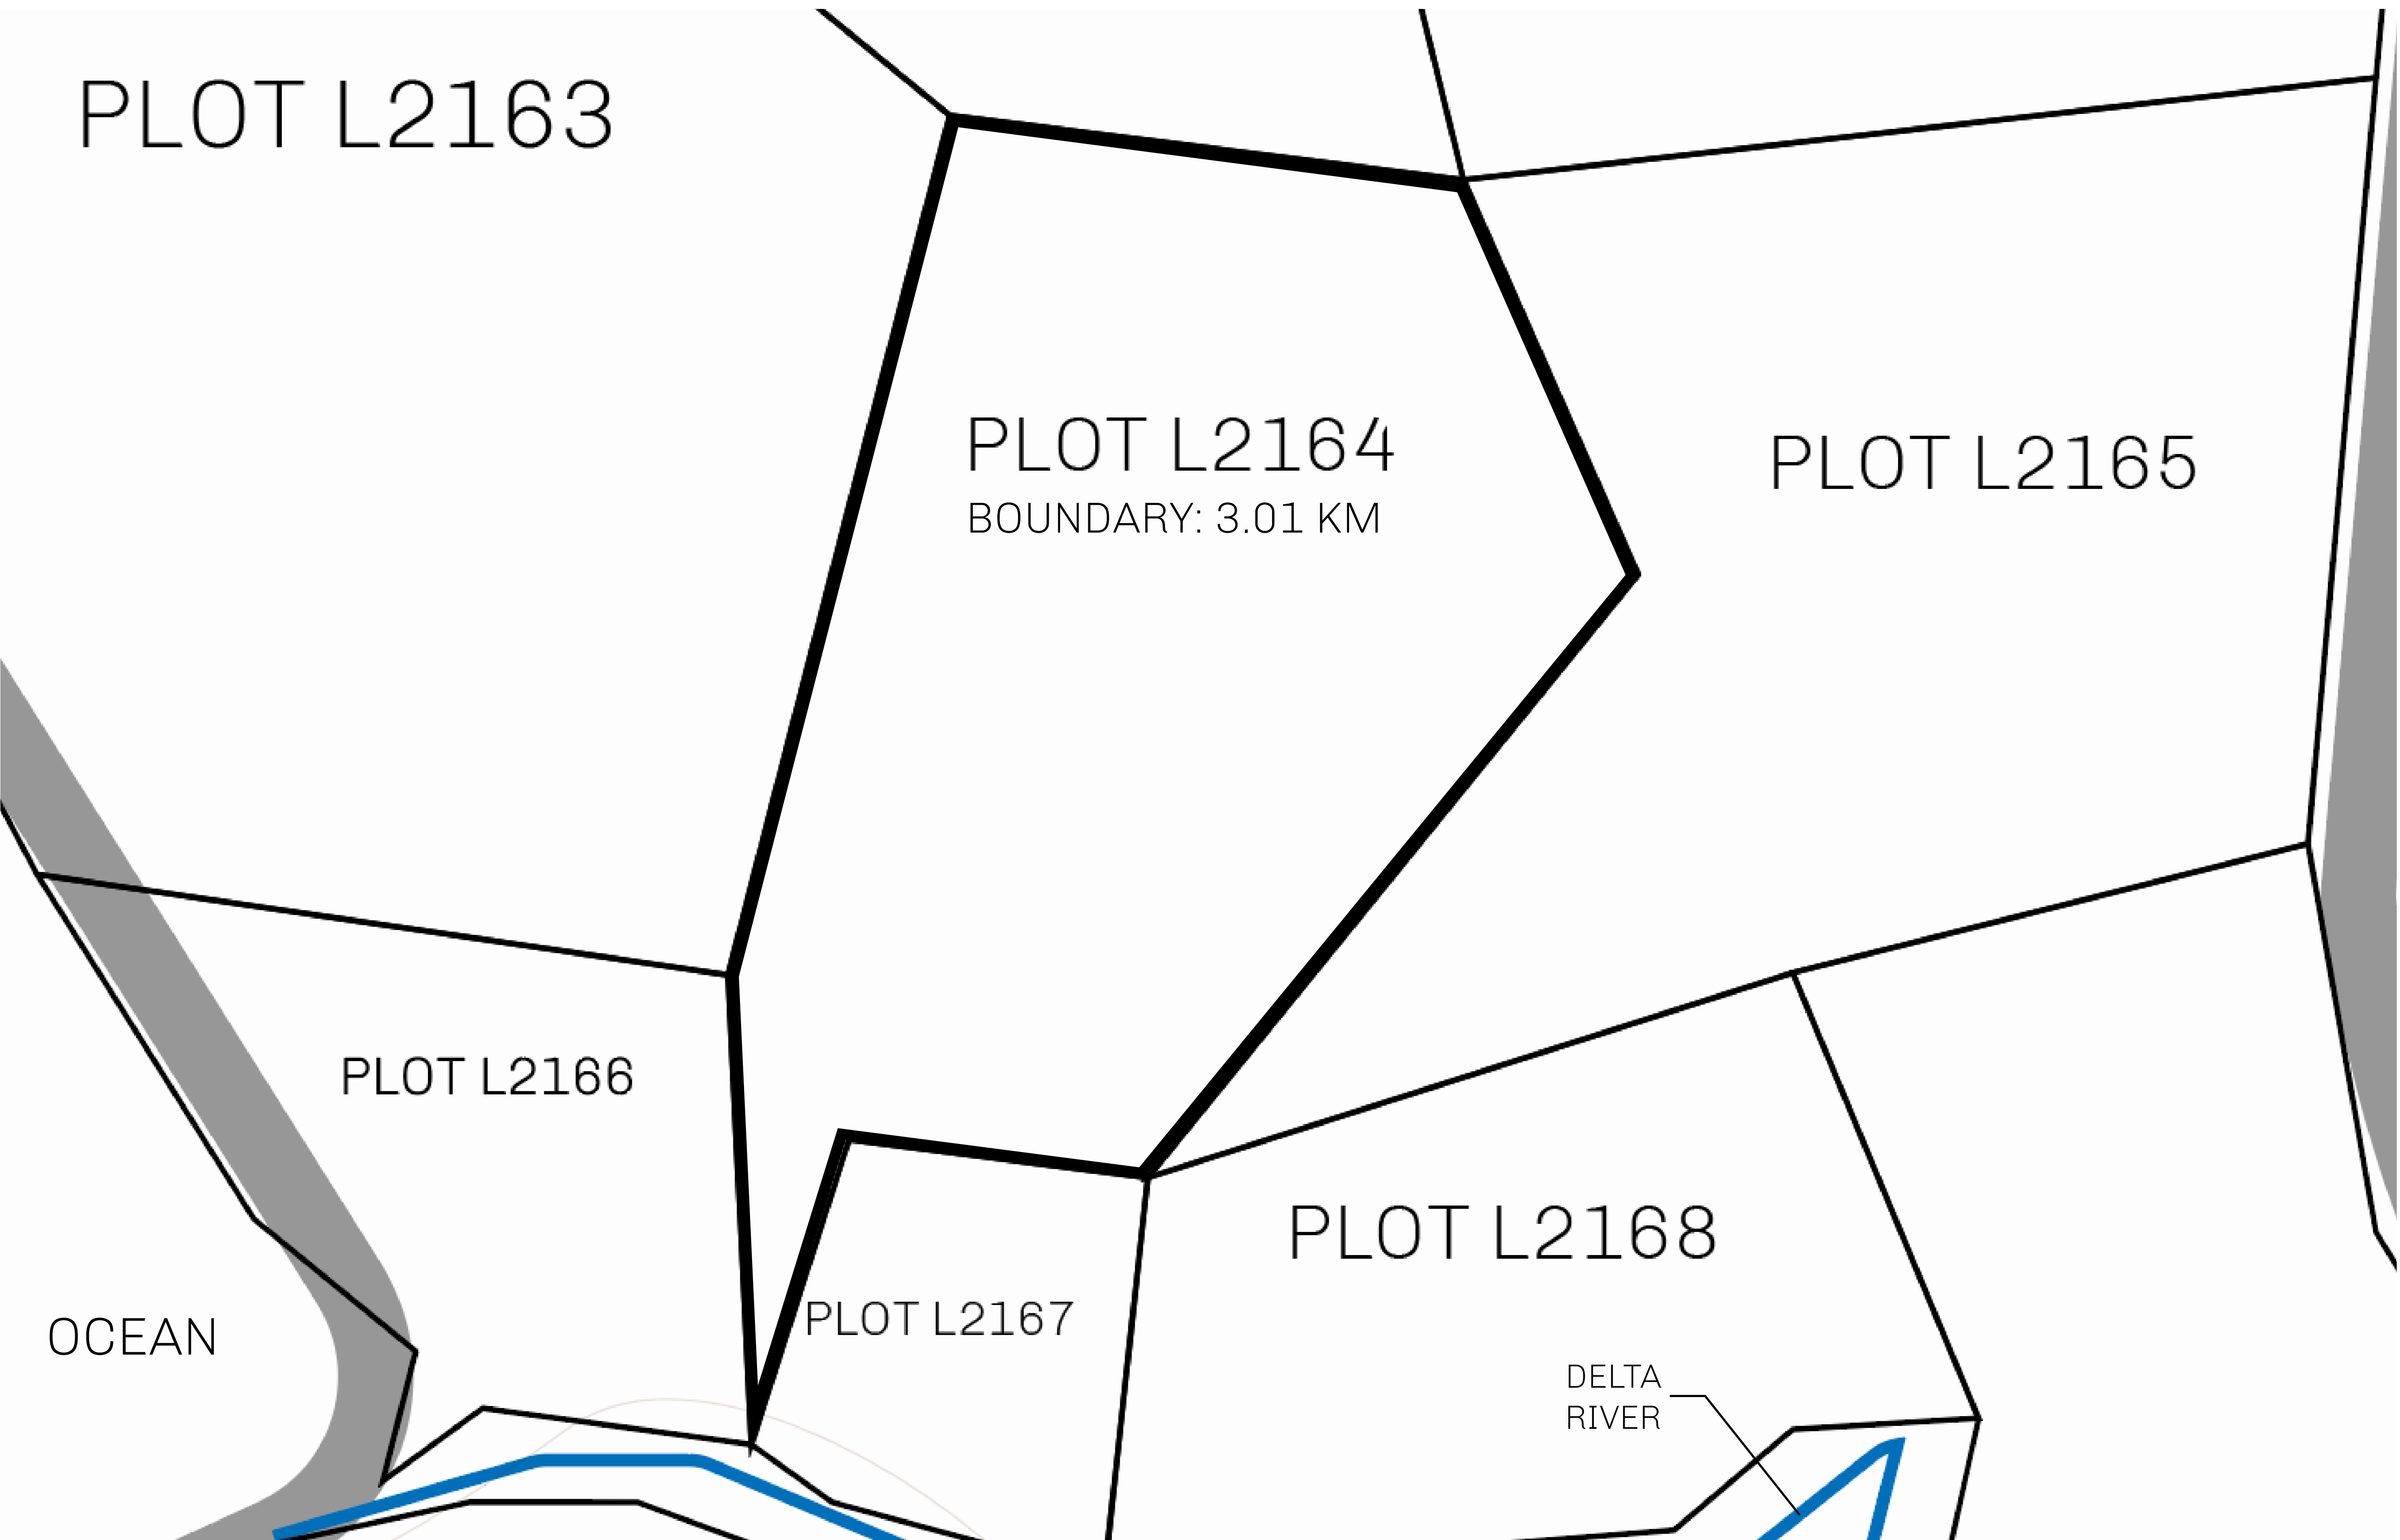 PLOT L2163
PLOT L2164
BOUNDARY: 3.01 KM
PLOT L2165
PLOT L2166
PLOT L2168
PLOT L2167
OCEAN
DELTA
RIVER